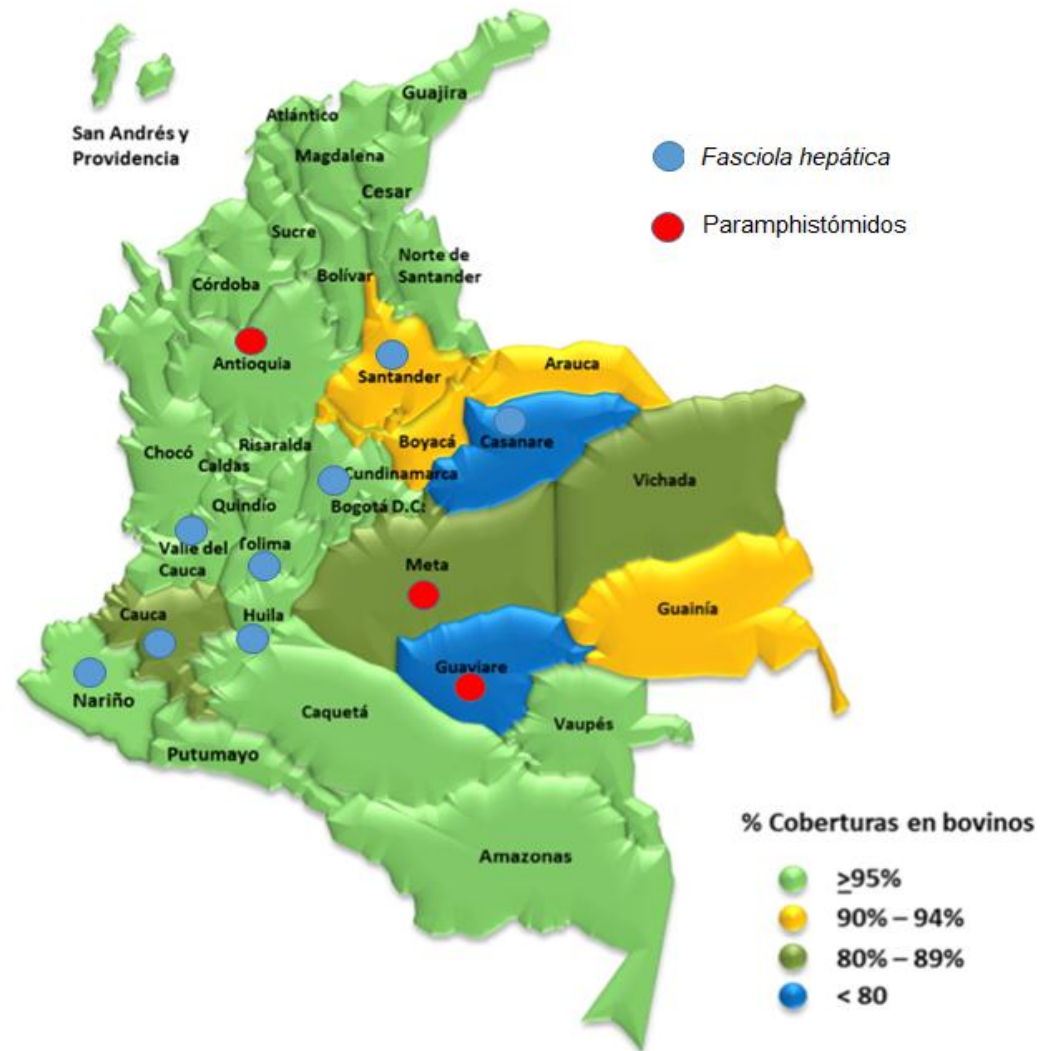 Guajira
Atlántico
San Andrés y
Providencia
Magdalena
Fasciola hepática
Cesar
Paramphistómidos
Sucre
Norte de
Santander
Bolívar
Córdoba
Antioquia
Santander
Arauca
Boyacá
Casanare
Chocó
Risaralda
Caldas
Cundinamarca
Vichada
Quindío
Bogotá D.C.
Tolima
Valle del
Cauca
Meta
Cauca
Huila
Guainía
Guaviare
Nariño
Caquetá
Vaupés
Putumayo
Amazonas
% Coberturas en bovinos
≥95%
90% – 94%
80% – 89%
< 80